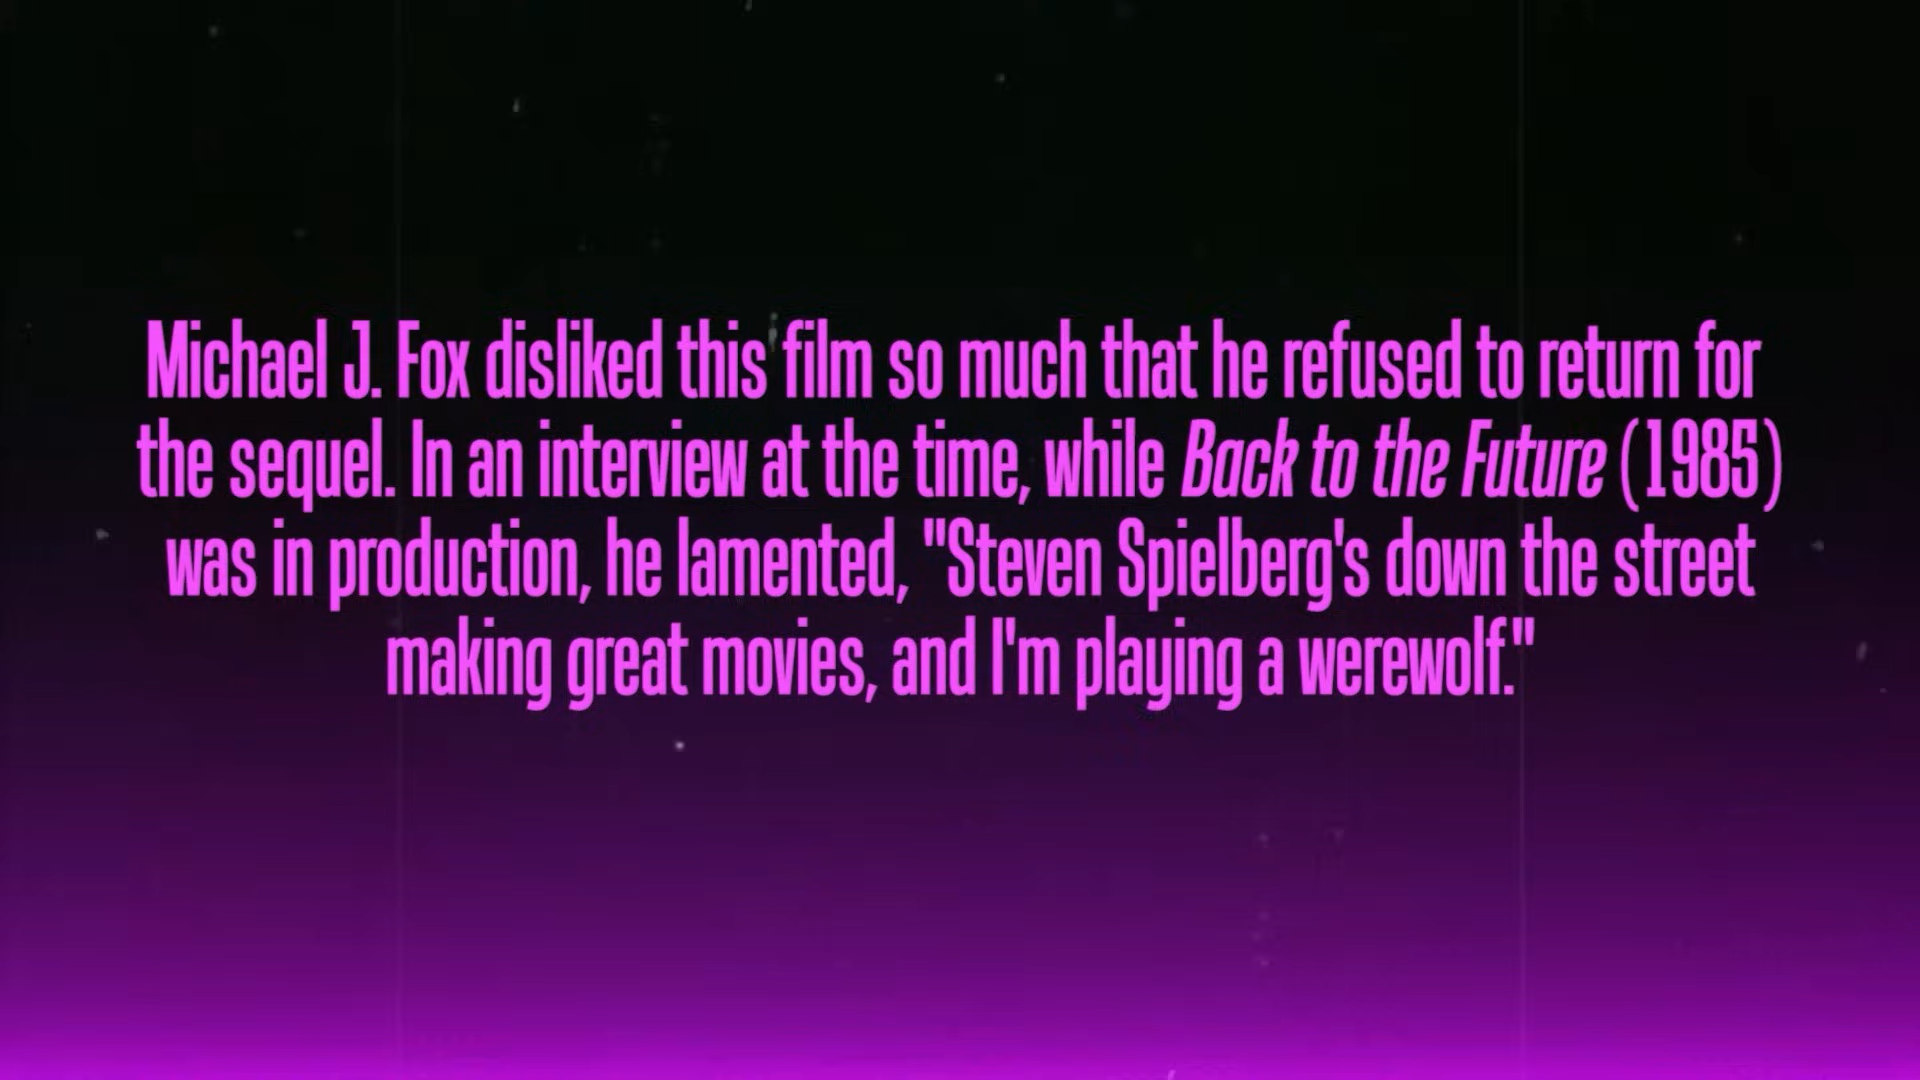 Michael J. Fox disliked this film so much that he refused to return for
the sequel. In an interview at the time, while Back to the Future (1985)
was in production, he lamented, "Steven Spielberg's down the street
making great movies, and I'm playing a werewolf."